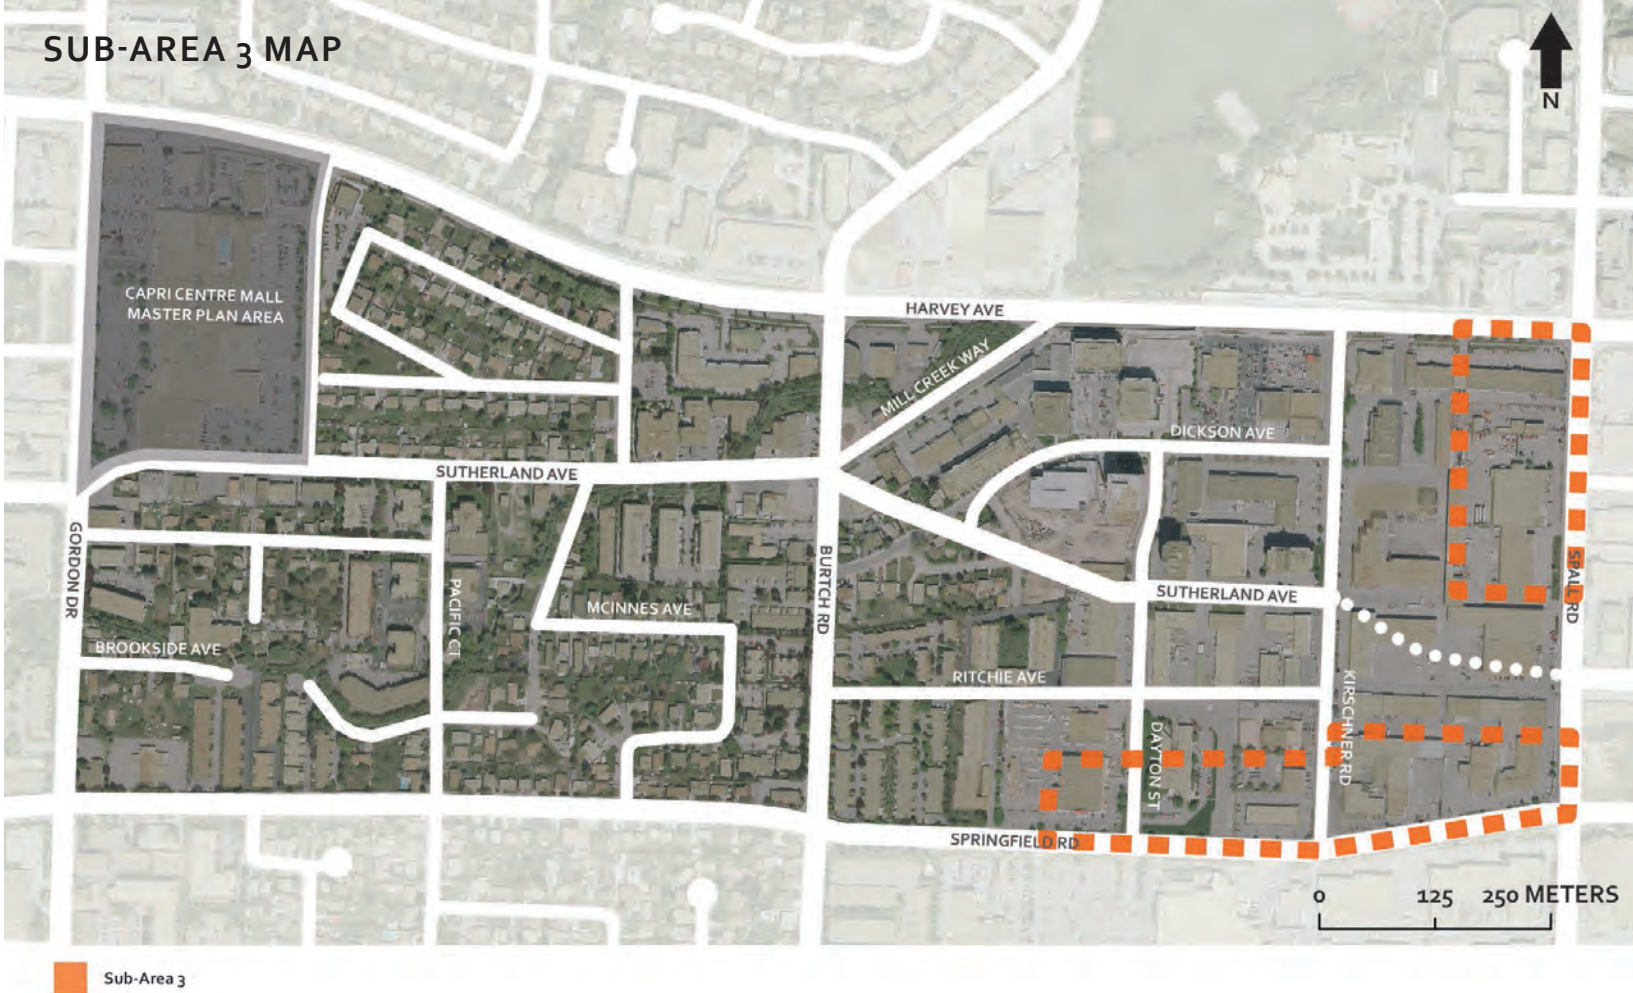 SUB-AREA 3 MAP
N
CAPRI CENTRE MALL
MASTER PLAN AREA
HARVEY AVE
MILL CREEK WAY
DICKSON AVE
SUTHERLAND AVE
GORDON DR
PACIFIC CT
BURTCH RD
SPALL RD
SUTHERLAND AVE
MCINNES AVE
BROOKSIDE AVE
RITCHIE AVE
KIRSCHNER RD
DAYTON ST
SPRINGFIELD RD
0 125 250 METERS
Sub-Area 3